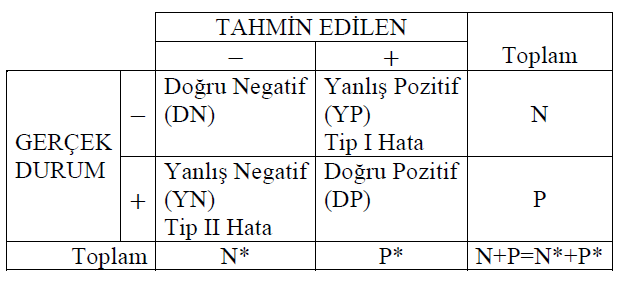 TAHMİN EDİLEN
− + Toplam
GERÇEK DURUM
− Doğru Negatif (DN) Yanlış Pozitif (YP) Tip I Hata N
+ Yanlış Negatif (YN) Tip II Hata Doğru Pozitif (DP) P
Toplam N* P* N+P=N*+P*